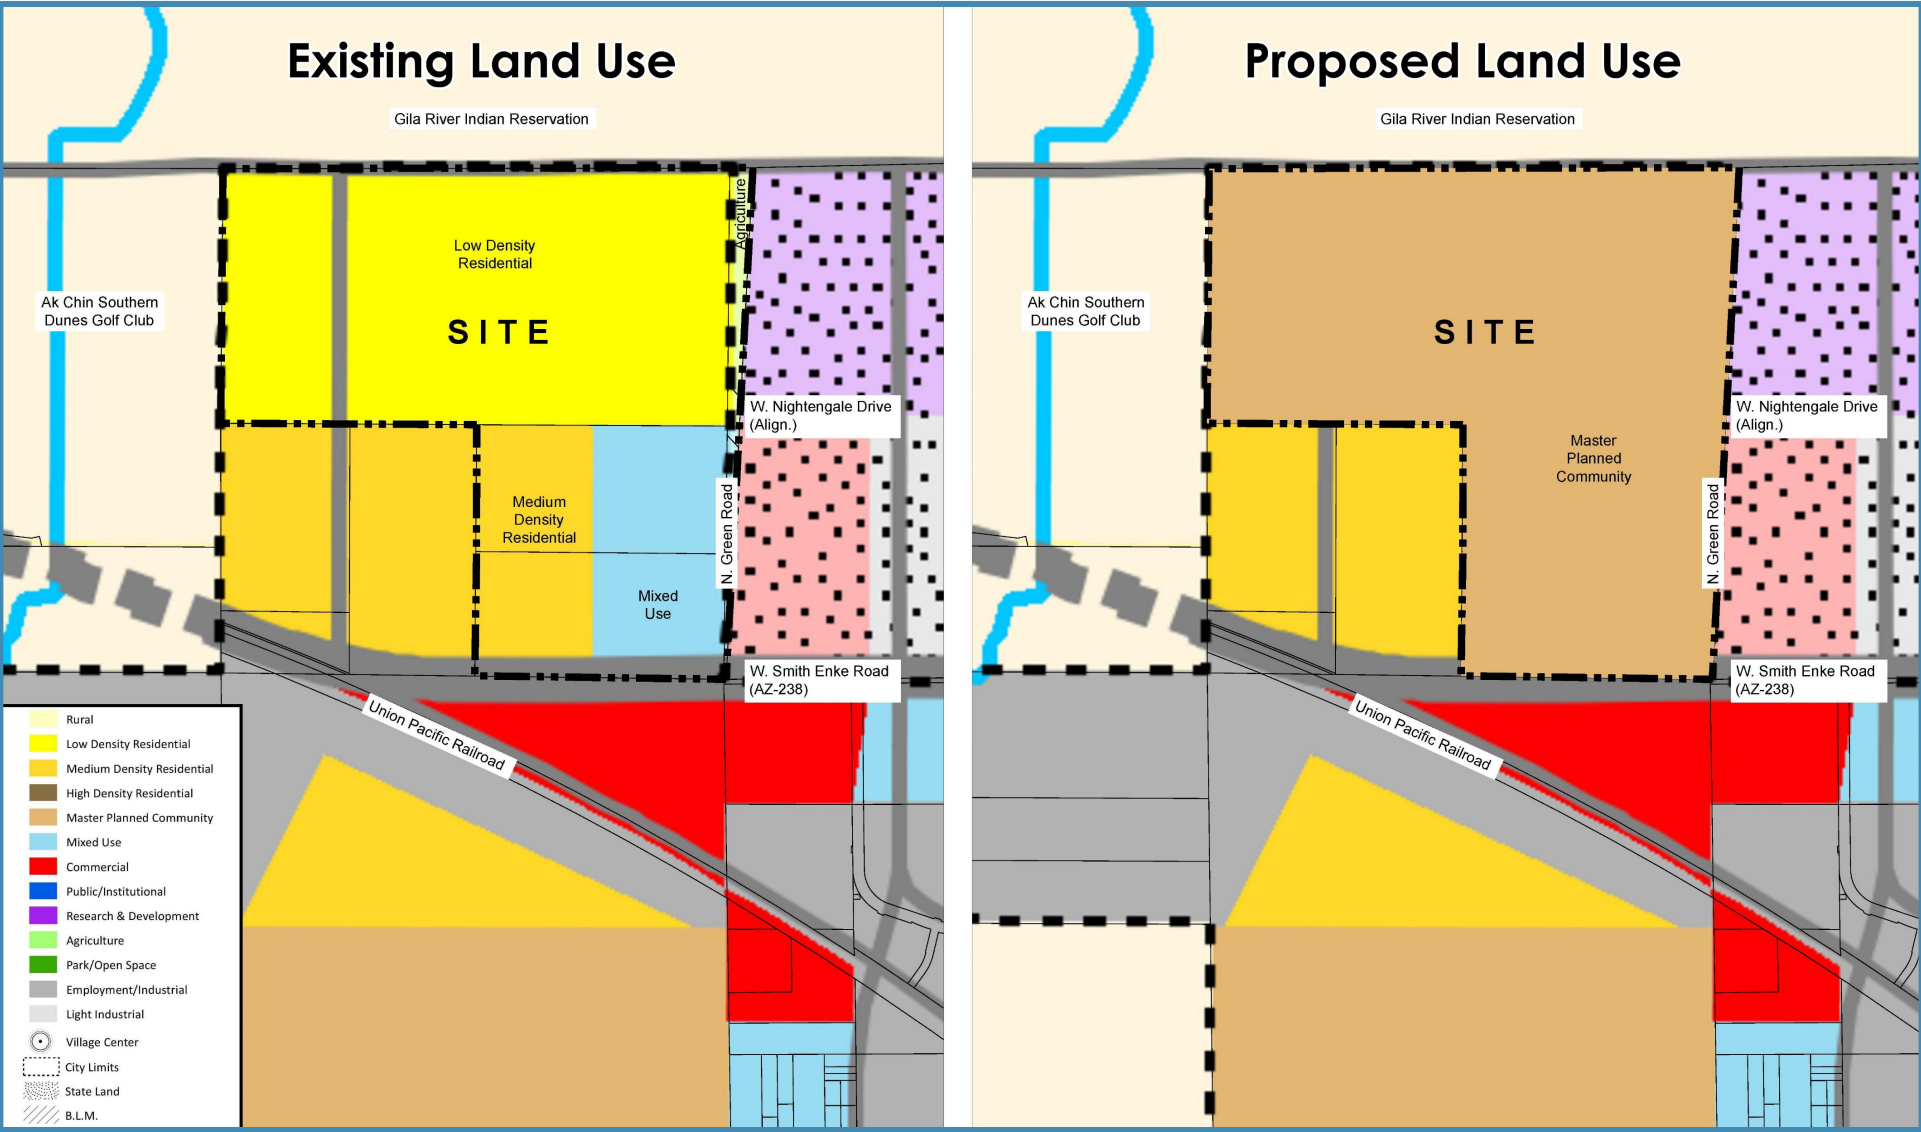 Existing Land Use
Gila River Indian Reservation
Agriculture
Low Density
Residential
SITE
Ak Chin Southern
Dunes Golf Club
W. Nightengale Drive
(Align.)
Medium
Density
Residential
N. Green Road
Mixed
Use
W. Smith Enke Road
(AZ-238)
Union Pacific Railroad
Rural
Low Density Residential
Medium Density Residential
High Density Residential
Master Planned Community
Mixed Use
Commercial
Public/Institutional
Research & Development
Agriculture
Park/Open Space
Employment/Industrial
Light Industrial
Village Center
City Limits
State Land
B.L.M.
Proposed Land Use
Gila River Indian Reservation
Ak Chin Southern
Dunes Golf Club
SITE
W. Nightengale Drive
(Align.)
Master
Planned
Community
N. Green Road
W. Smith Enke Road
(AZ-238)
Union Pacific Railroad